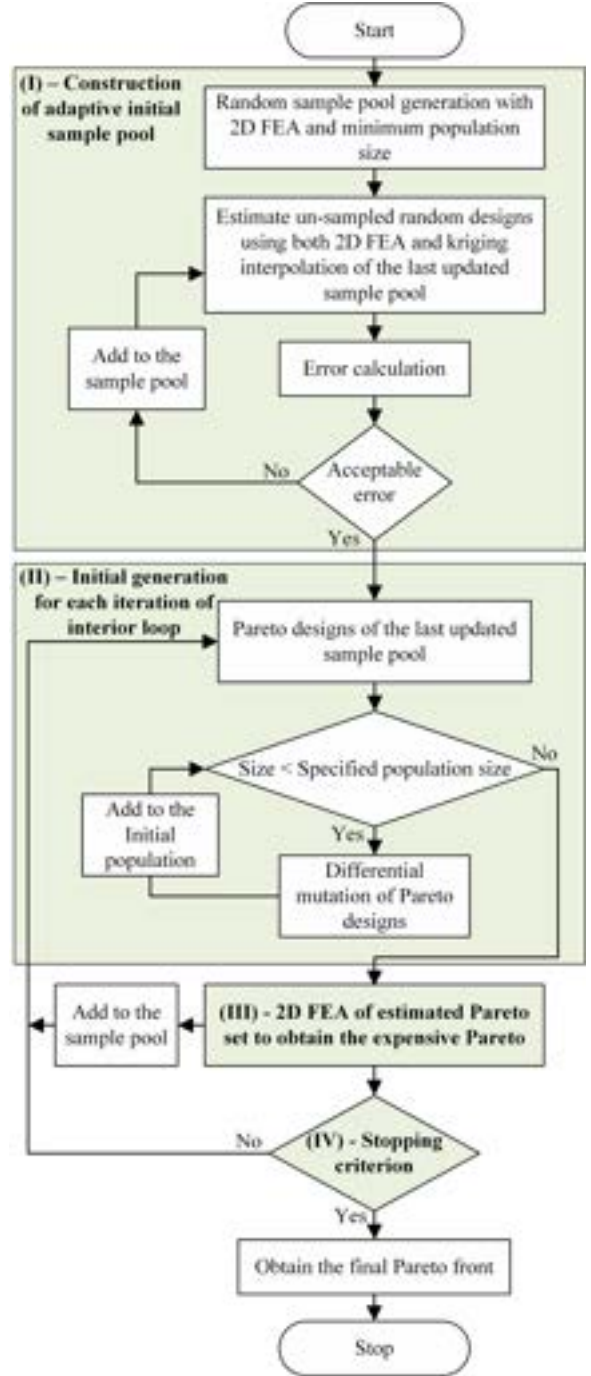 Start
(I) – Construction
of adaptive initial
sample pool
Random sample pool generation with
2D FEA and minimum population
size
Estimate un-sampled random designs
using both 2D FEA and kriging
interpolation of the last updated
sample pool
Add to the
sample pool
Error calculation
No
Acceptable
error
Yes
(II) – Initial generation
for each iteration of
interior loop
Pareto designs of the last updated
sample pool
No
Size < Specified population size
Add to the
Initial
population
Yes
Differential
mutation of Pareto
designs
Add to the
sample pool
(III) - 2D FEA of estimated Pareto
set to obtain the expensive Pareto
No
(IV) - Stopping
criterion
Yes
Obtain the final Pareto front
Stop